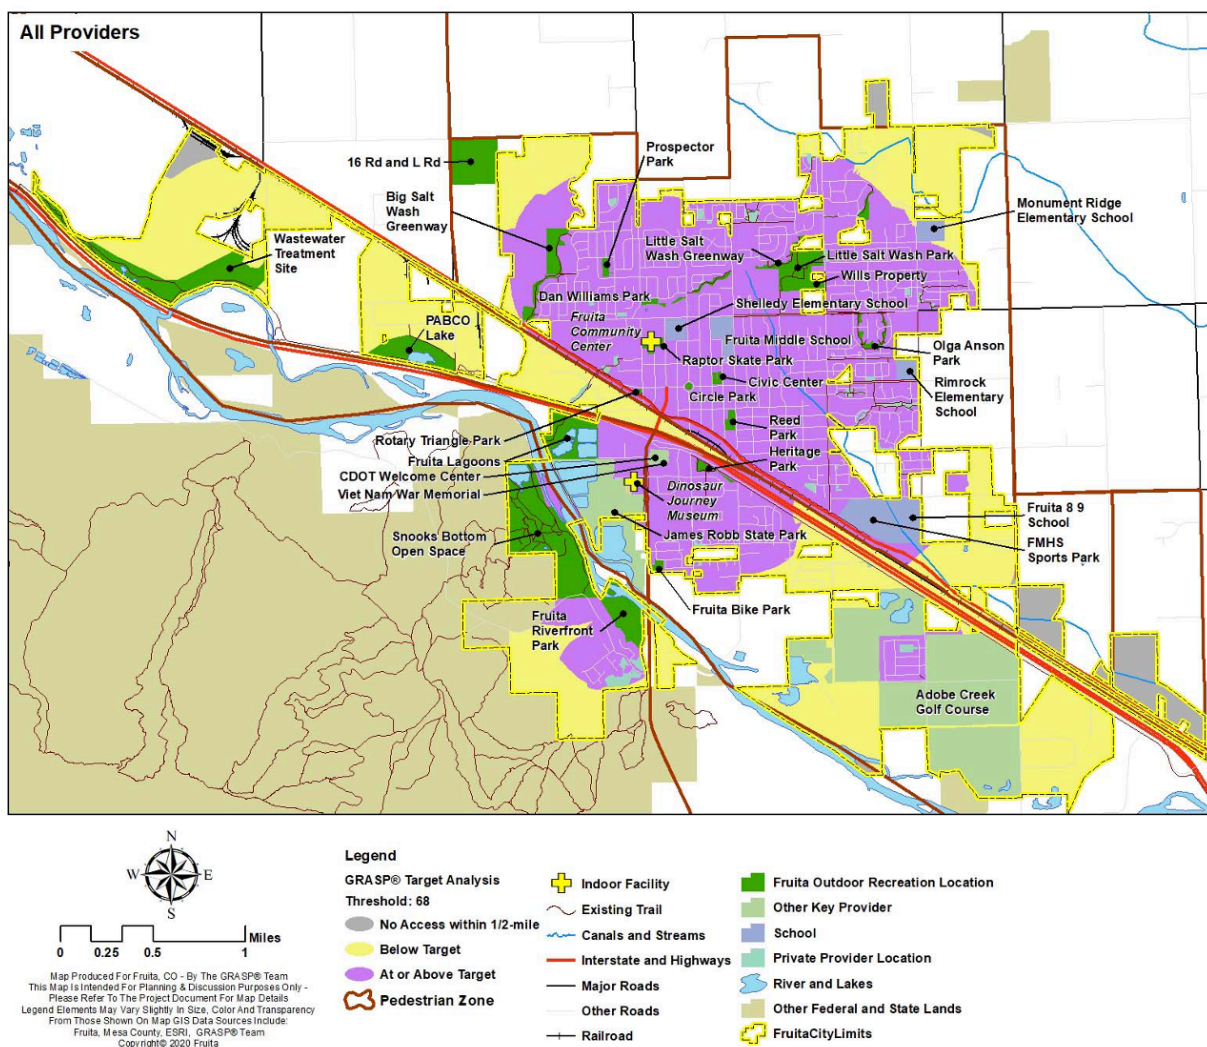 All Providers
16 Rd and L Rd
Prospector
Park
Big Salt
Wash
Greenway
Monument Ridge
Elementary School
Wastewater
Treatment
Site
Little Salt
Wash Greenway
Little Salt Wash Park
Wills Property
Dan Williams Park
Shelledy Elementary School
Fruita
Community
Center
PABCO
Lake
Fruita Middle School
Raptor Skate Park
Olga Anson
Park
Civic Center
Circle Park
Rimrock
Elementary
School
Reed
Park
Rotary Triangle Park
Fruita Lagoons
Heritage
Park
CDOT Welcome Center
Viet Nam War Memorial
Dinosaur
Journey
Museum
Fruita 8 9
School
FMHS
Sports Park
Snooks Bottom
Open Space
James Robb State Park
Fruita Bike Park
Fruita
Riverfront
Park
Adobe Creek
Golf Course
N
W E
S
0 0.25 0.5 1 Miles
Map Produced For Fruita, CO - By The GRASP® Team
This Map Is Intended For Planning & Discussion Purposes Only -
Please Refer To The Project Document For Map Details
Legend Elements May Vary Slightly In Size, Color And Transparency
From Those Shown On Map GIS Data Sources Include:
Fruita, Mesa County, ESRI, GRASP® Team
Copyright© 2020 Fruita
Legend
GRASP® Target Analysis
Threshold: 68
No Access within 1/2-mile
Below Target
At or Above Target
Pedestrian Zone
Indoor Facility
Existing Trail
Canals and Streams
Interstate and Highways
Major Roads
Other Roads
Railroad
Fruita Outdoor Recreation Location
Other Key Provider
School
Private Provider Location
River and Lakes
Other Federal and State Lands
FruitaCityLimits